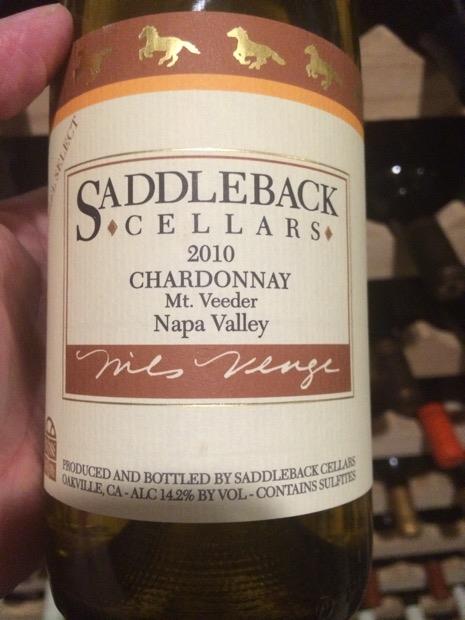 SELECT
SADDLEBACK
CELLARS
2010
CHARDONNAY
Mt. Veeder
Napa Valley
Nils Venge
PRODUCED AND BOTTLED BY SADDLEBACK CELLARS
OAKVILLE, CA - ALC 14.2% BY VOL - CONTAINS SULFITES